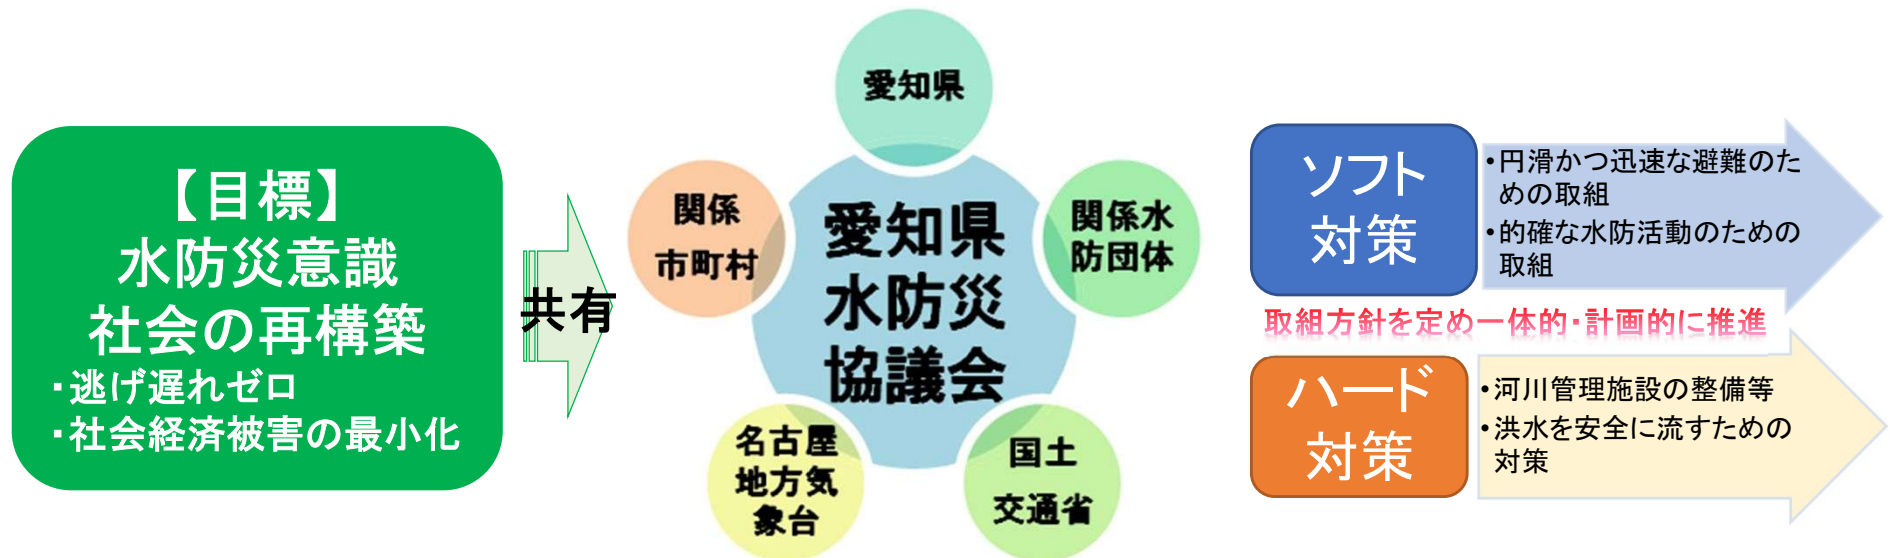 【目標】
水防災意識
社会の再構築
・逃げ遅れゼロ
・社会経済被害の最小化
共有
愛知県
関係
市町村
愛知県
水防災
協議会
関係水
防団体
名古屋
地方気
象台
国土
交通省
ソフト
対策
•円滑かつ迅速な避難のた
めの取組
•的確な水防活動のための
取組
取組方針を定め一体的・計画的に推進
ハード
対策
•河川管理施設の整備等
•洪水を安全に流すための
対策